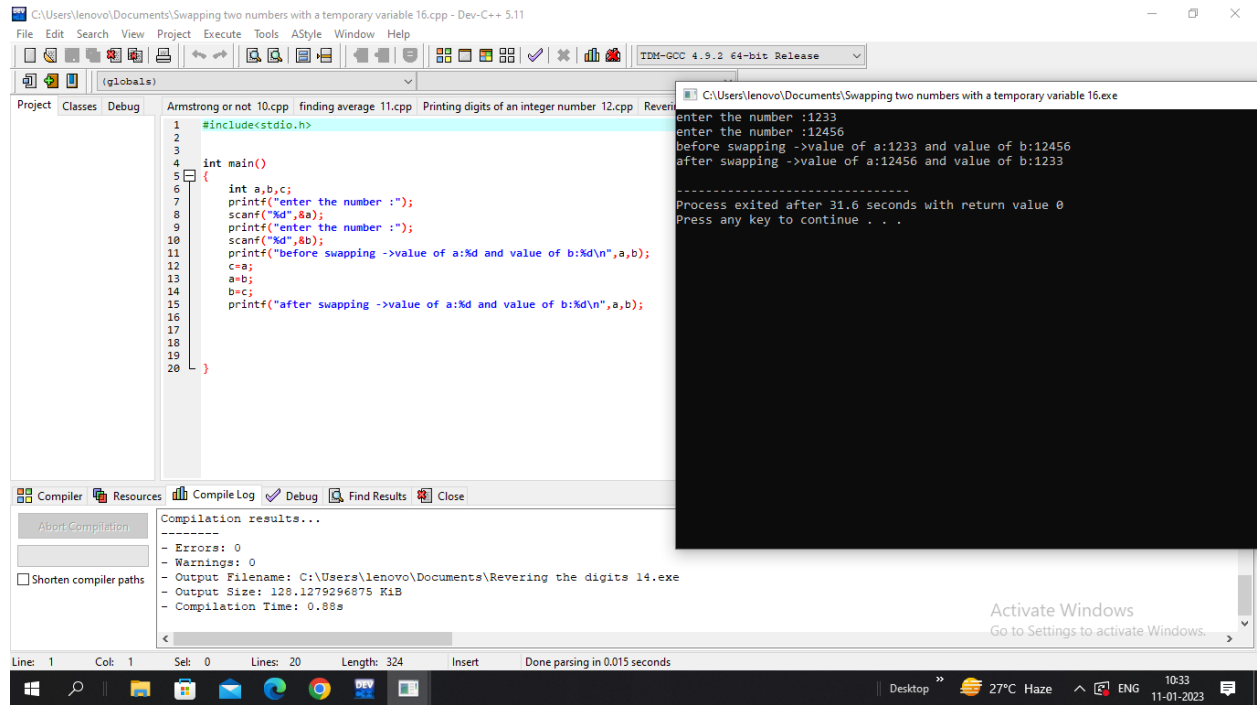 C:\Users\lenovo\Documents\Swapping two numbers with a temporary variable 16.cpp - Dev-C++ 5.11
File Edit Search View Project Execute Tools AStyle Window Help
TDM-GCC 4.9.2 64-bit Release
(globals)
Project Classes Debug
Armstrong or not 10.cpp finding average 11.cpp Printing digits of an integer number 12.cpp Reveri
1 #include<stdio.h>
2
3
4 int main()
5 {
6 int a,b,c;
7 printf("enter the number :");
8 scanf("%d",&a);
9 printf("enter the number :");
10 scanf("%d",&b);
11 printf("before swapping ->value of a:%d and value of b:%d\n",a,b);
12 c=a;
13 a=b;
14 b=c;
15 printf("after swapping ->value of a:%d and value of b:%d\n",a,b);
16
17
18
19
20 }
C:\Users\lenovo\Documents\Swapping two numbers with a temporary variable 16.exe
enter the number :1233
enter the number :12456
before swapping ->value of a:1233 and value of b:12456
after swapping ->value of a:12456 and value of b:1233
--------------------------------
Process exited after 31.6 seconds with return value 0
Press any key to continue . . .
Compiler Resources Compile Log Debug Find Results Close
Abort Compilation
Shorten compiler paths
Compilation results...
--------
- Errors: 0
- Warnings: 0
- Output Filename: C:\Users\lenovo\Documents\Revering the digits 14.exe
- Output Size: 128.1279296875 KiB
- Compilation Time: 0.88s
Activate Windows
Go to Settings to activate Windows.
Line: 1 Col: 1 Sel: 0 Lines: 20 Length: 324 Insert Done parsing in 0.015 seconds
DEV
Desktop
27°C Haze
ENG
10:33
11-01-2023